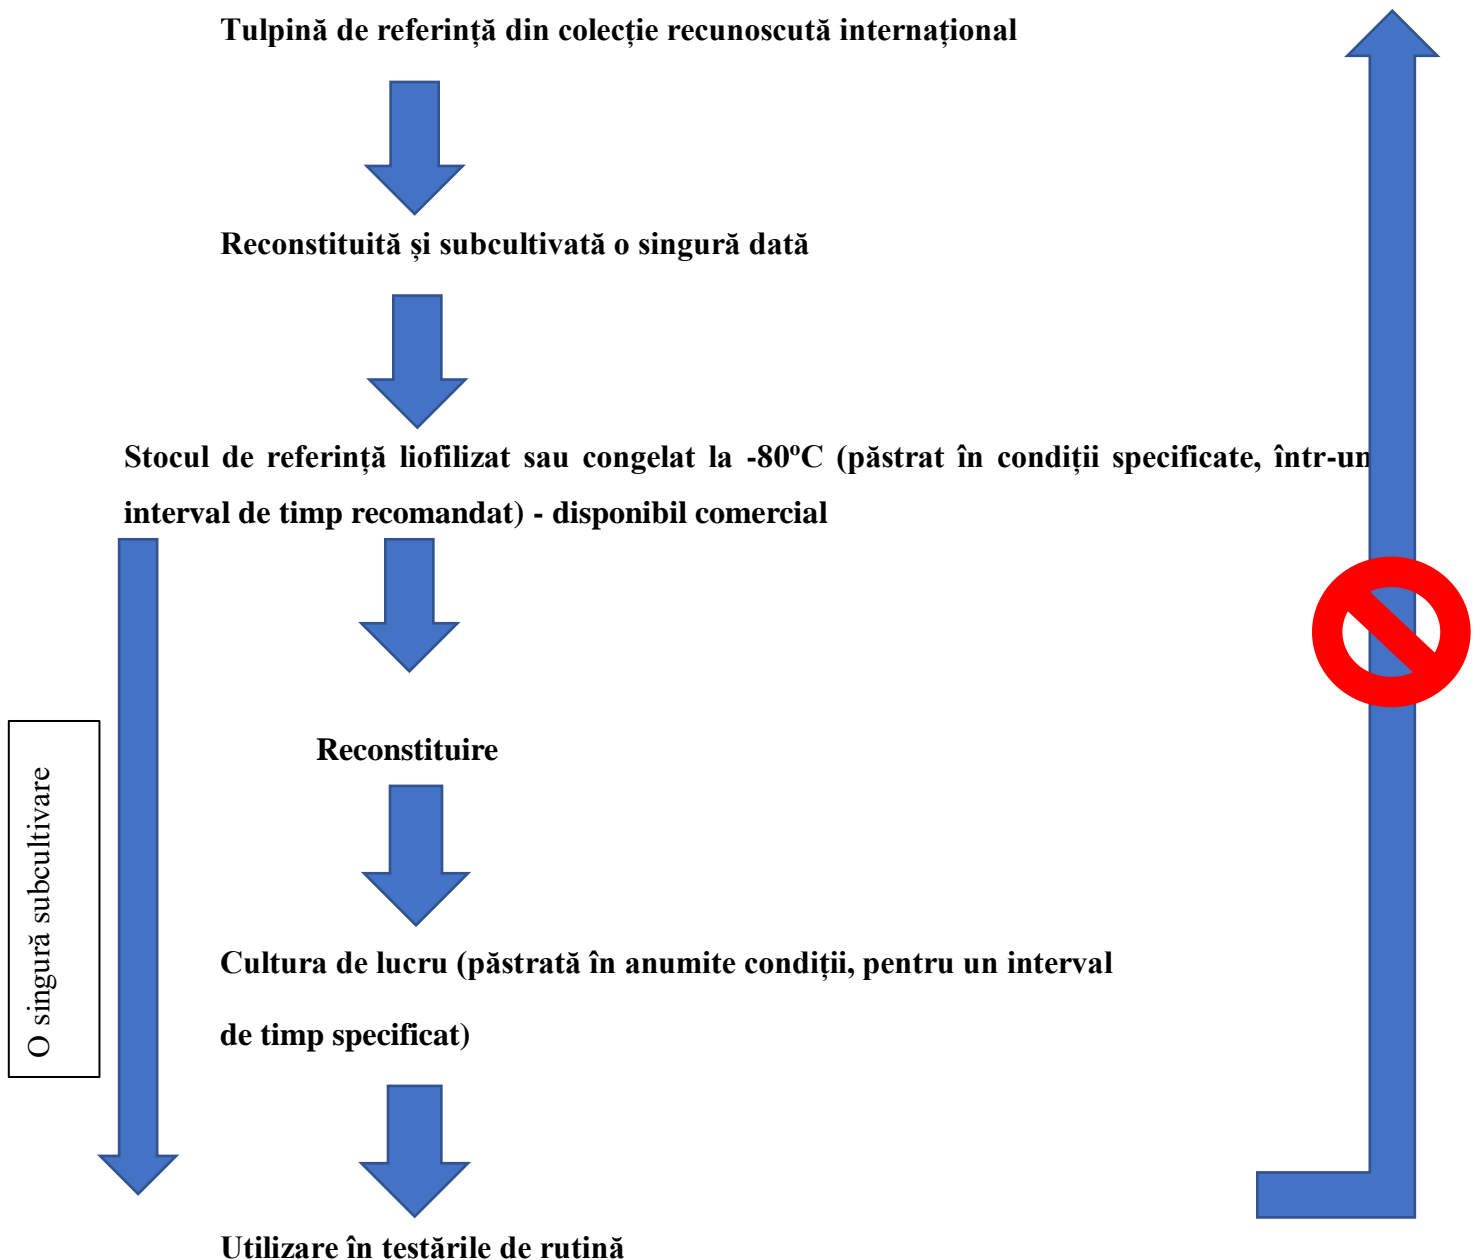 Tulpină de referință din colecție recunoscută internațional
Reconstituită și subcultivată o singură dată
Stocul de referință liofilizat sau congelat la -80ºC (păstrat în condiții specificate, într-un
interval de timp recomandat) - disponibil comercial
Reconstituire
O singură subcultivare
Cultura de lucru (păstrată în anumite condiții, pentru un interval
de timp specificat)
Utilizare în testările de rutină